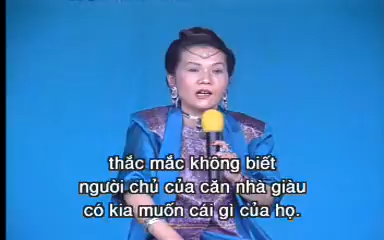 thắc mắc không biết
người chủ của căn nhà giàu
có kia muốn cái gì của họ.